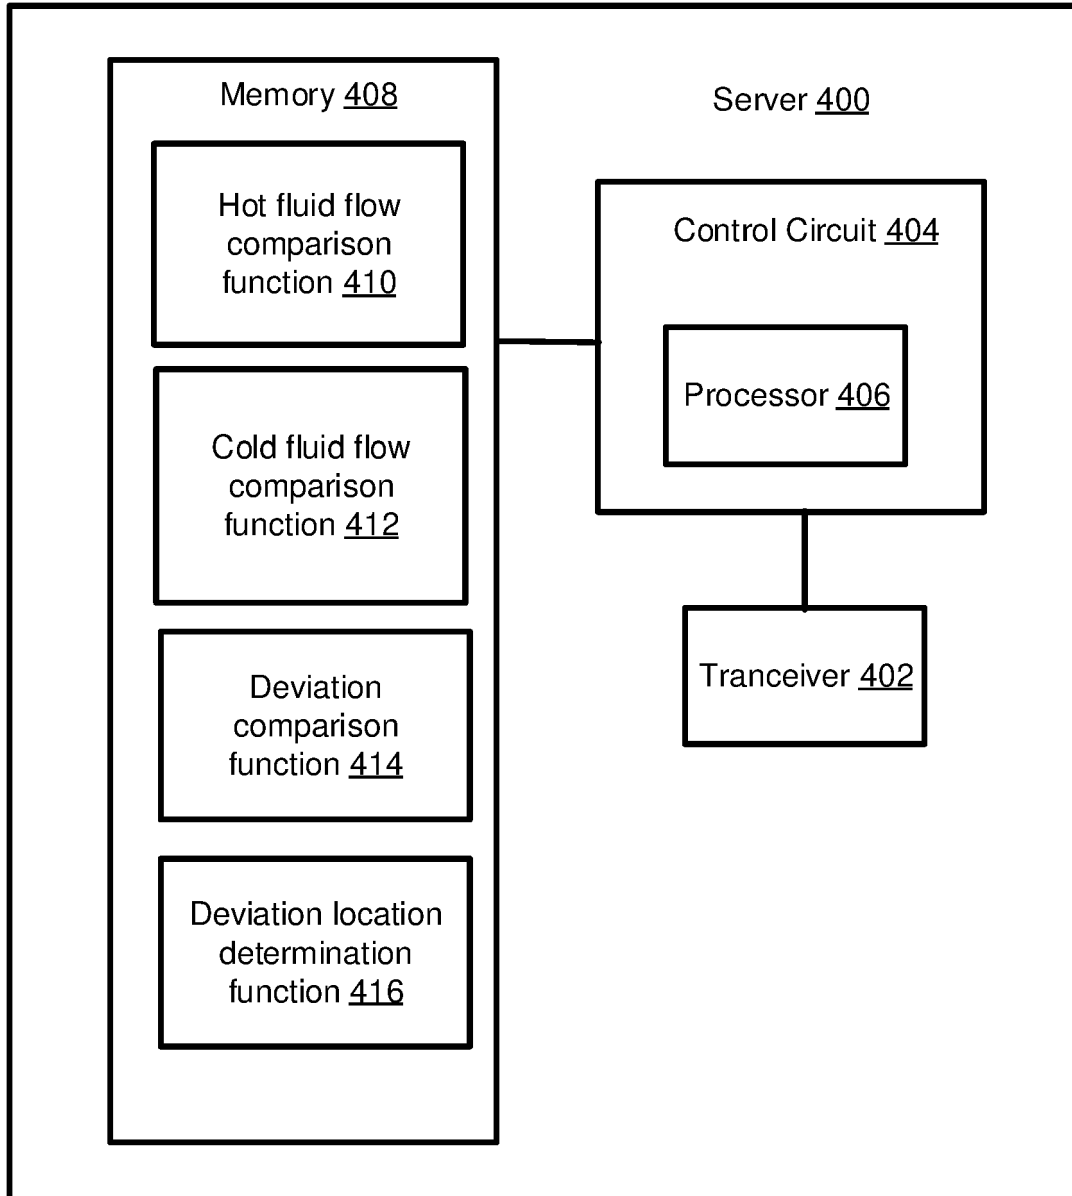 Memory 408
Hot fluid flow
comparison
function 410
Cold fluid flow
comparison
function 412
Deviation
comparison
function 414
Deviation location
determination
function 416
Server 400
Control Circuit 404
Processor 406
Tranceiver 402